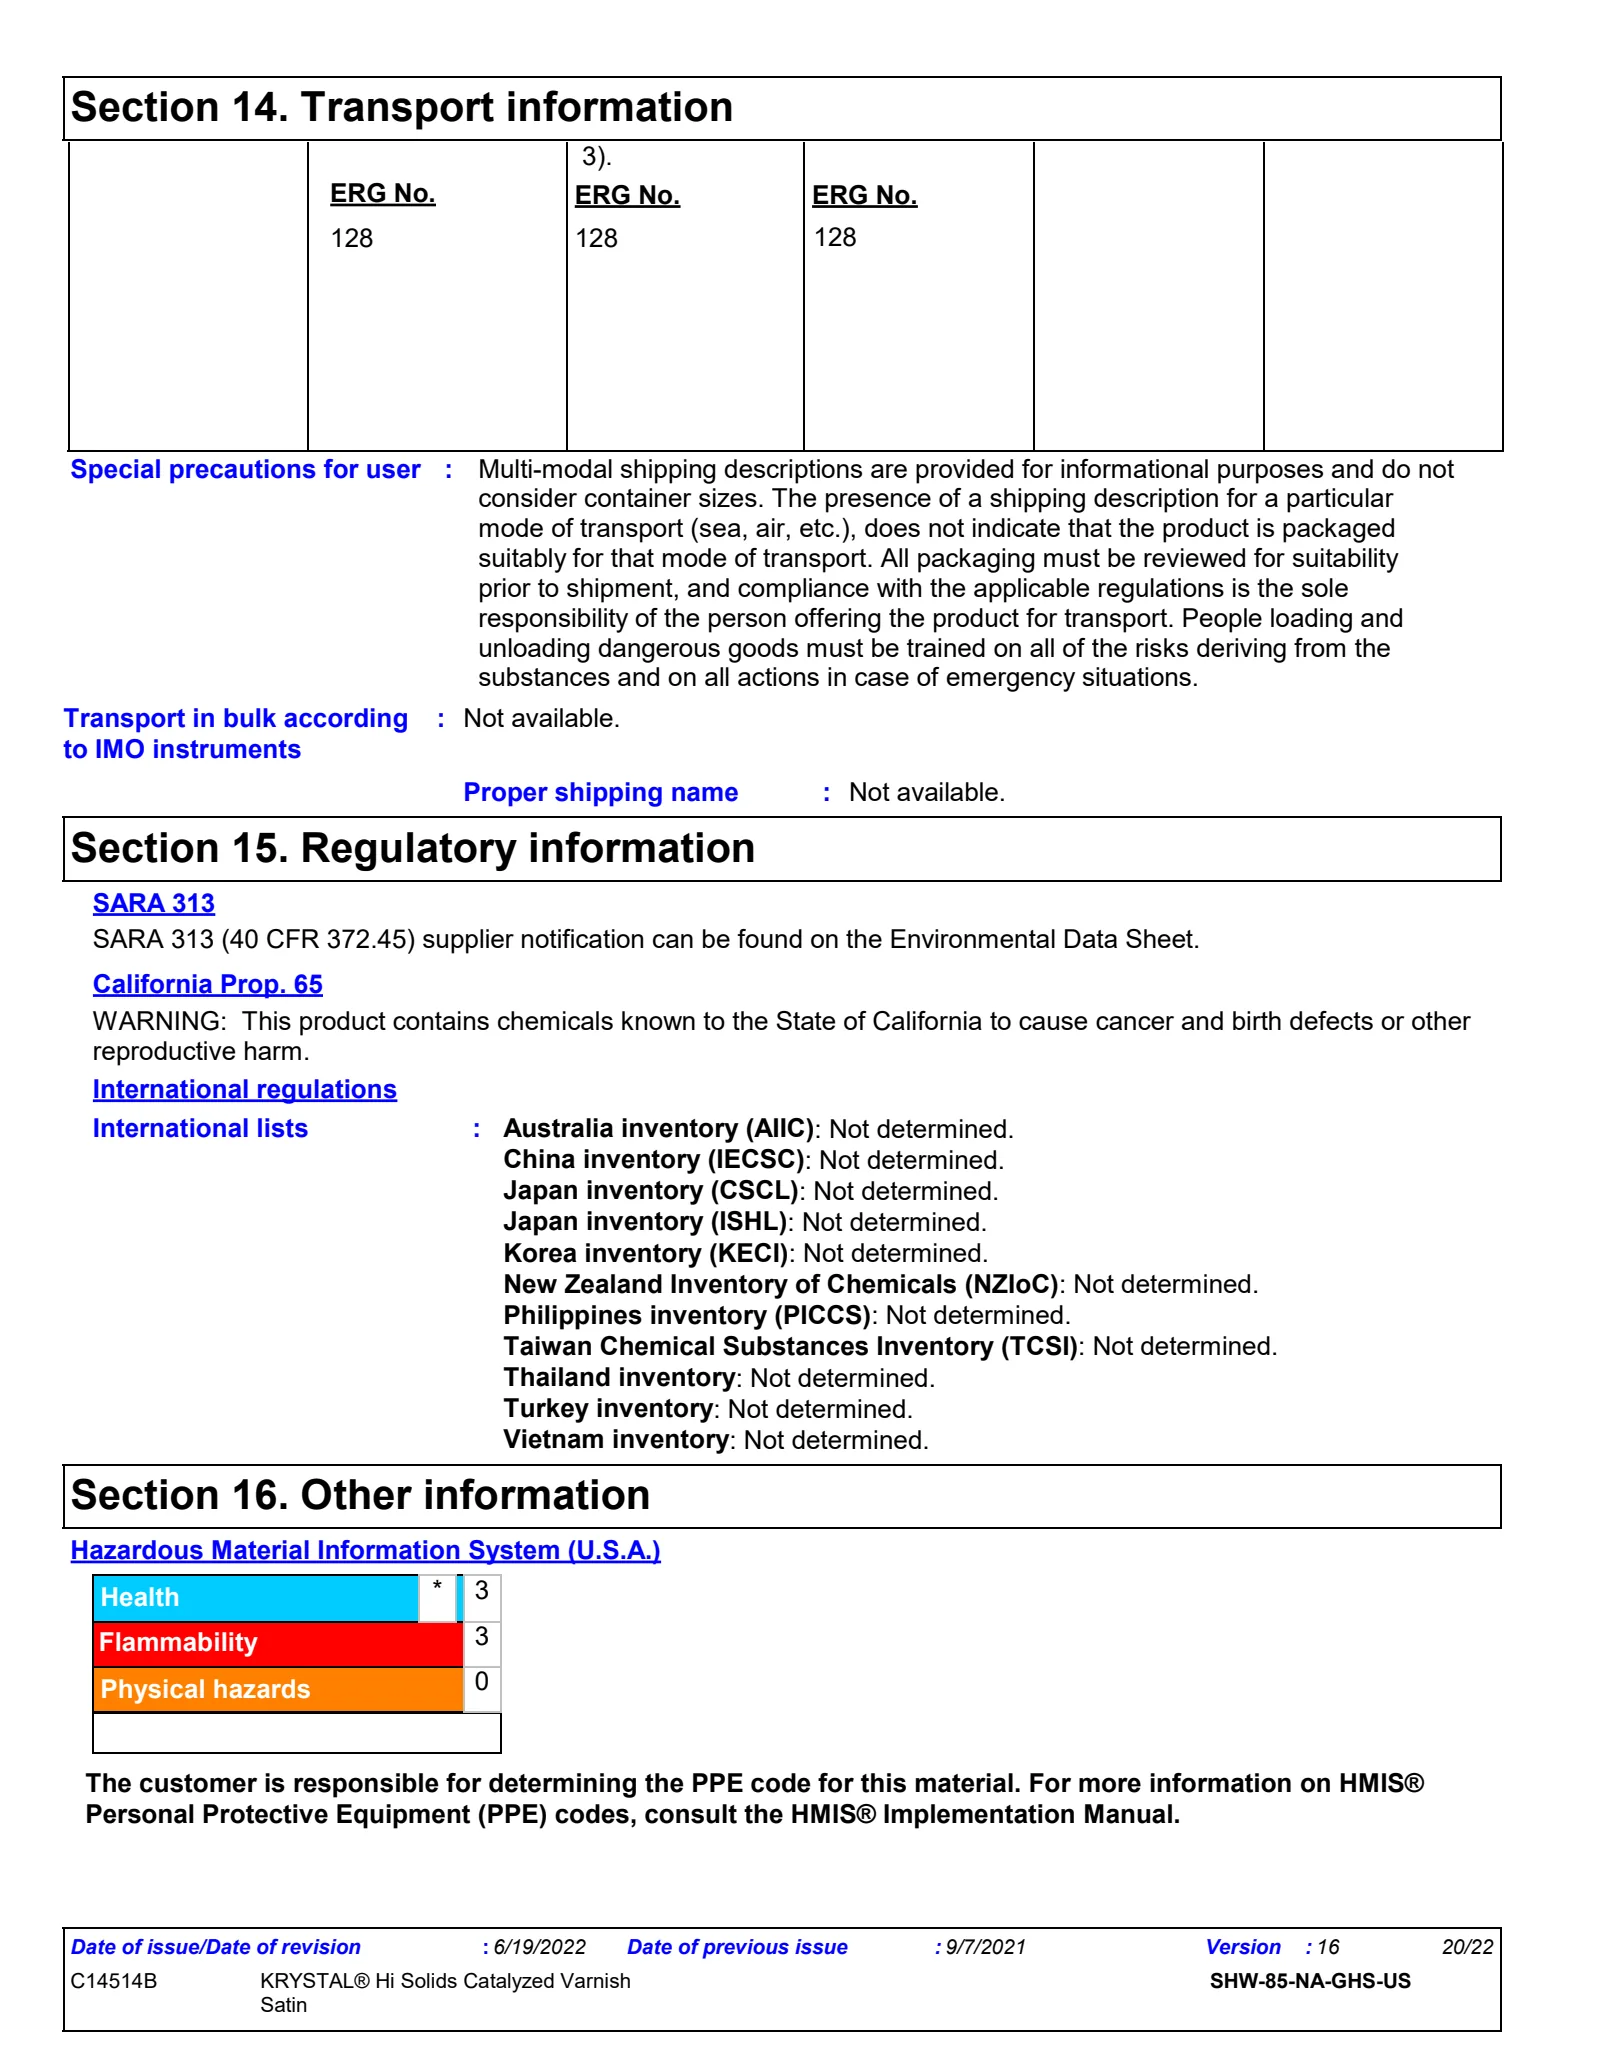 Section 14. Transport information
3).
ERG No. ERG No. ERG No.
128 128 128
Special precautions for user : Multi-modal shipping descriptions are provided for informational purposes and do not
consider container sizes. The presence of a shipping description for a particular
mode of transport (sea, air, etc.), does not indicate that the product is packaged
suitably for that mode of transport. All packaging must be reviewed for suitability
prior to shipment, and compliance with the applicable regulations is the sole
responsibility of the person offering the product for transport. People loading and
unloading dangerous goods must be trained on all of the risks deriving from the
substances and on all actions in case of emergency situations.
Transport in bulk according : Not available.
to IMO instruments
Proper shipping name : Not available.
Section 15. Regulatory information
SARA 313
SARA 313 (40 CFR 372.45) supplier notification can be found on the Environmental Data Sheet.
California Prop. 65
WARNING: This product contains chemicals known to the State of California to cause cancer and birth defects or other
reproductive harm.
International regulations
International lists : Australia inventory (AIIC): Not determined.
China inventory (IECSC): Not determined.
Japan inventory (CSCL): Not determined.
Japan inventory (ISHL): Not determined.
Korea inventory (KECI): Not determined.
New Zealand Inventory of Chemicals (NZIoC): Not determined.
Philippines inventory (PICCS): Not determined.
Taiwan Chemical Substances Inventory (TCSI): Not determined.
Thailand inventory: Not determined.
Turkey inventory: Not determined.
Vietnam inventory: Not determined.
Section 16. Other information
Hazardous Material Information System (U.S.A.)
Health * 3
Flammability 3
Physical hazards 0
The customer is responsible for determining the PPE code for this material. For more information on HMIS®
Personal Protective Equipment (PPE) codes, consult the HMIS® Implementation Manual.
Date of issue/Date of revision : 6/19/2022 Date of previous issue : 9/7/2021 Version : 16 20/22
C14514B KRYSTAL® Hi Solids Catalyzed Varnish SHW-85-NA-GHS-US
Satin